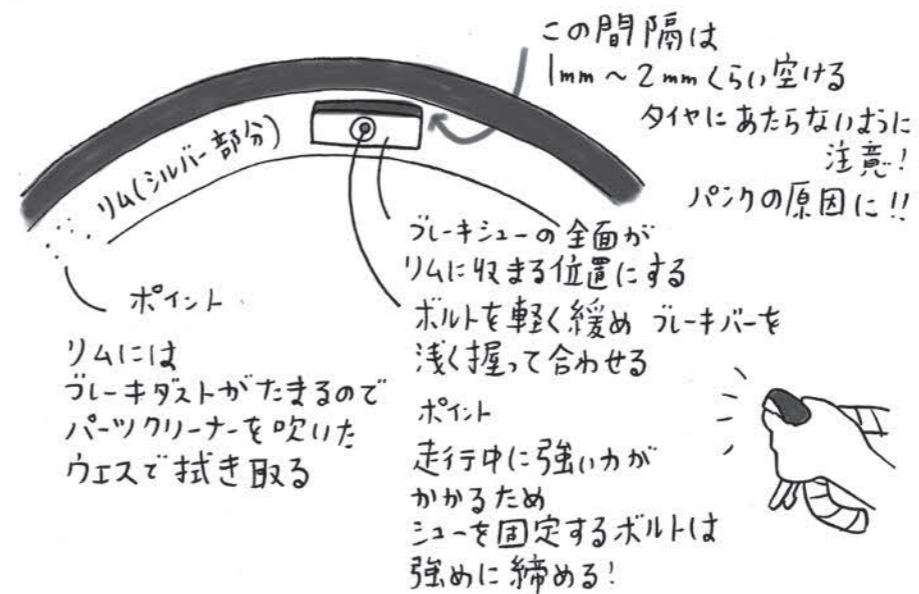 この間隔は
1mm～2mmくらい空ける
タイヤにあたらないように
注意!
パンクの原因に!!
リム(シルバー部分)
ブレーキシューの全面が
リムに収まる位置にする
ボルトを軽く緩め ブレーキバーを
浅く握って合わせる
ポイント
リムには
ブレーキダストがたまるので
パーツクリーナーを吹いた
ウエスで拭き取る
ポイント
走行中に強い力が
かかるため
シューを固定するボルトは
強めに締める!